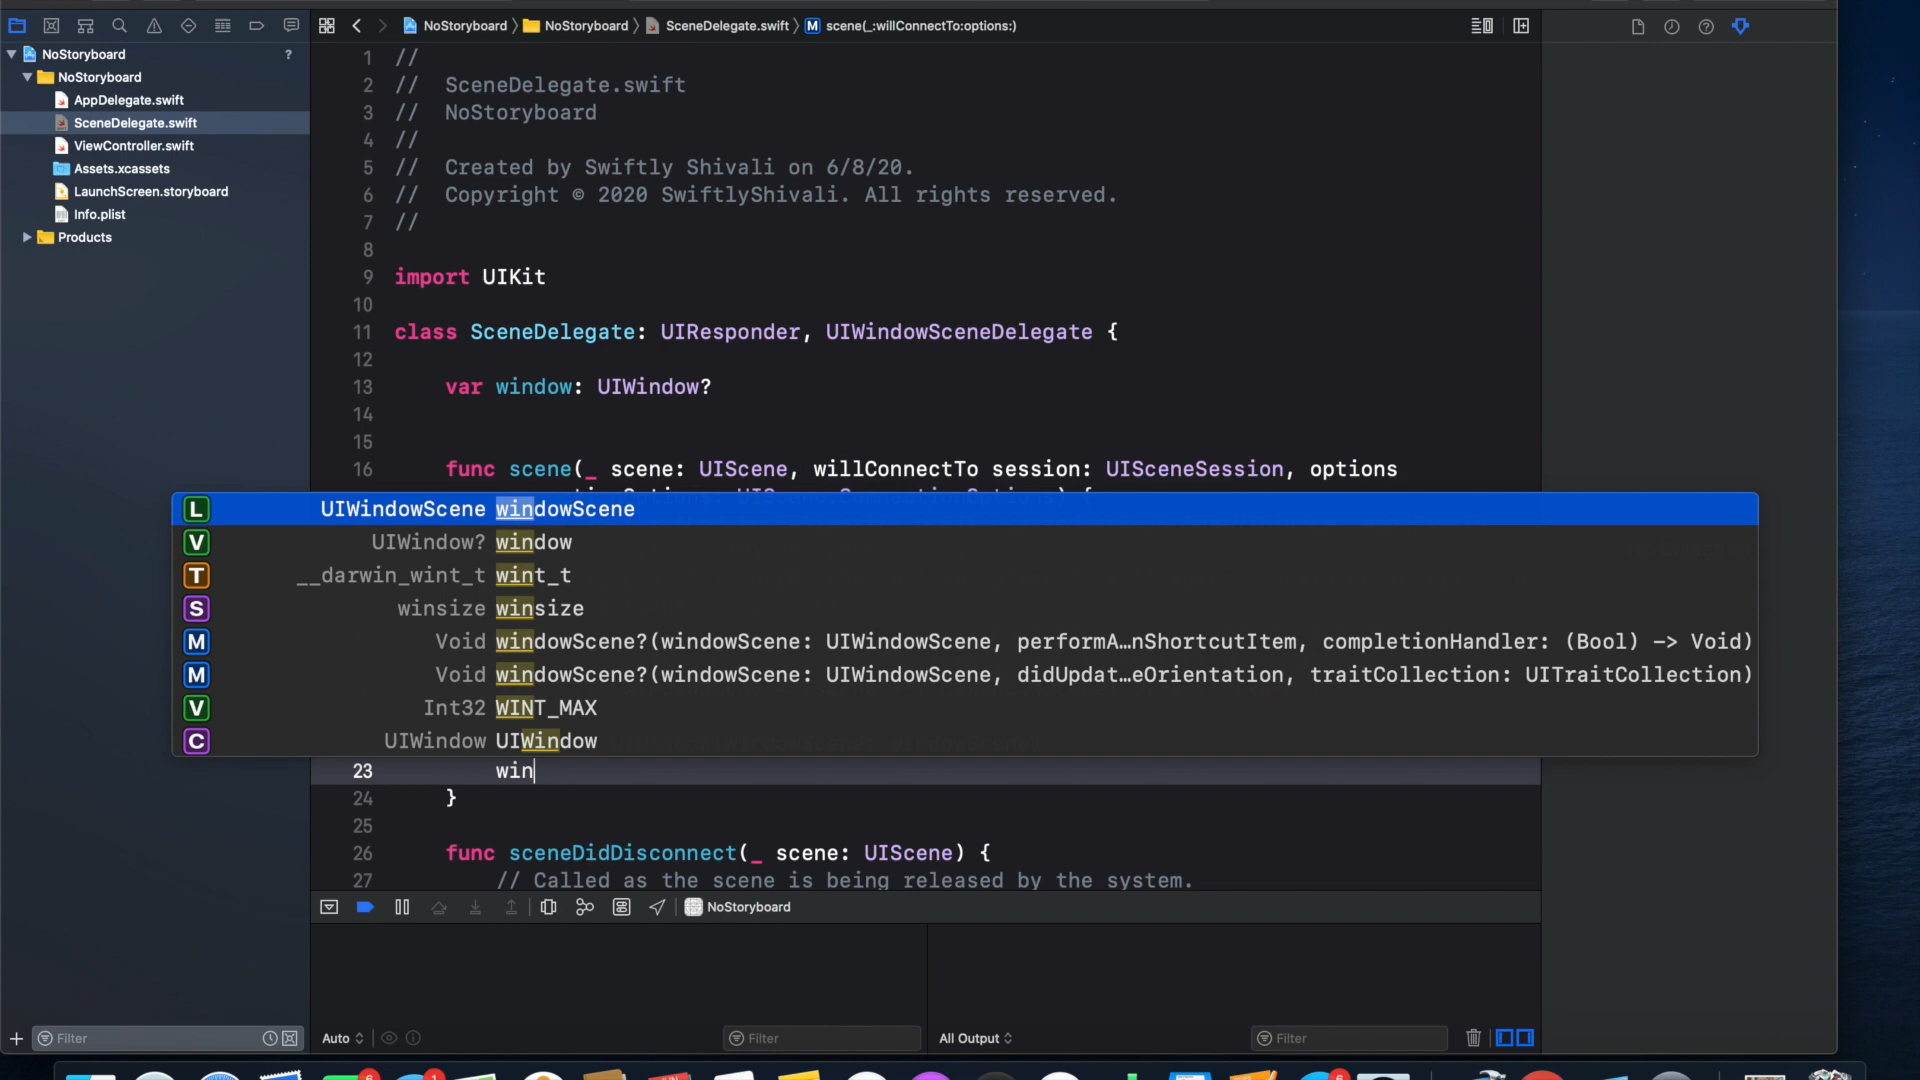 NoStoryboard
NoStoryboard
SceneDelegate.swift
M scene(_:willConnectTo:options:)
NoStoryboard ?
NoStoryboard
AppDelegate.swift
SceneDelegate.swift
ViewController.swift
Assets.xcassets
LaunchScreen.storyboard
Info.plist
Products
1 //
2 // SceneDelegate.swift
3 // NoStoryboard
4 //
5 // Created by Swiftly Shivali on 6/8/20.
6 // Copyright © 2020 SwiftlyShivali. All rights reserved.
7 //
8
9 import UIKit
10
11 class SceneDelegate: UIResponder, UIWindowSceneDelegate {
12
13 var window: UIWindow?
14
15
16 func scene(_ scene: UIScene, willConnectTo session: UISceneSession, options
L UIWindowScene windowScene
V UIWindow? window
T __darwin_wint_t wint_t
S winsize winsize
M Void windowScene?(windowScene: UIWindowScene, performA…nShortcutItem, completionHandler: (Bool) -> Void)
M Void windowScene?(windowScene: UIWindowScene, didUpdat…eOrientation, traitCollection: UITraitCollection)
V Int32 WINT_MAX
C UIWindow UIWindow
23 win
24 }
25
26 func sceneDidDisconnect(_ scene: UIScene) {
27 // Called as the scene is being released by the system.
NoStoryboard
Filter
Auto
Filter
All Output
Filter
6
1
6